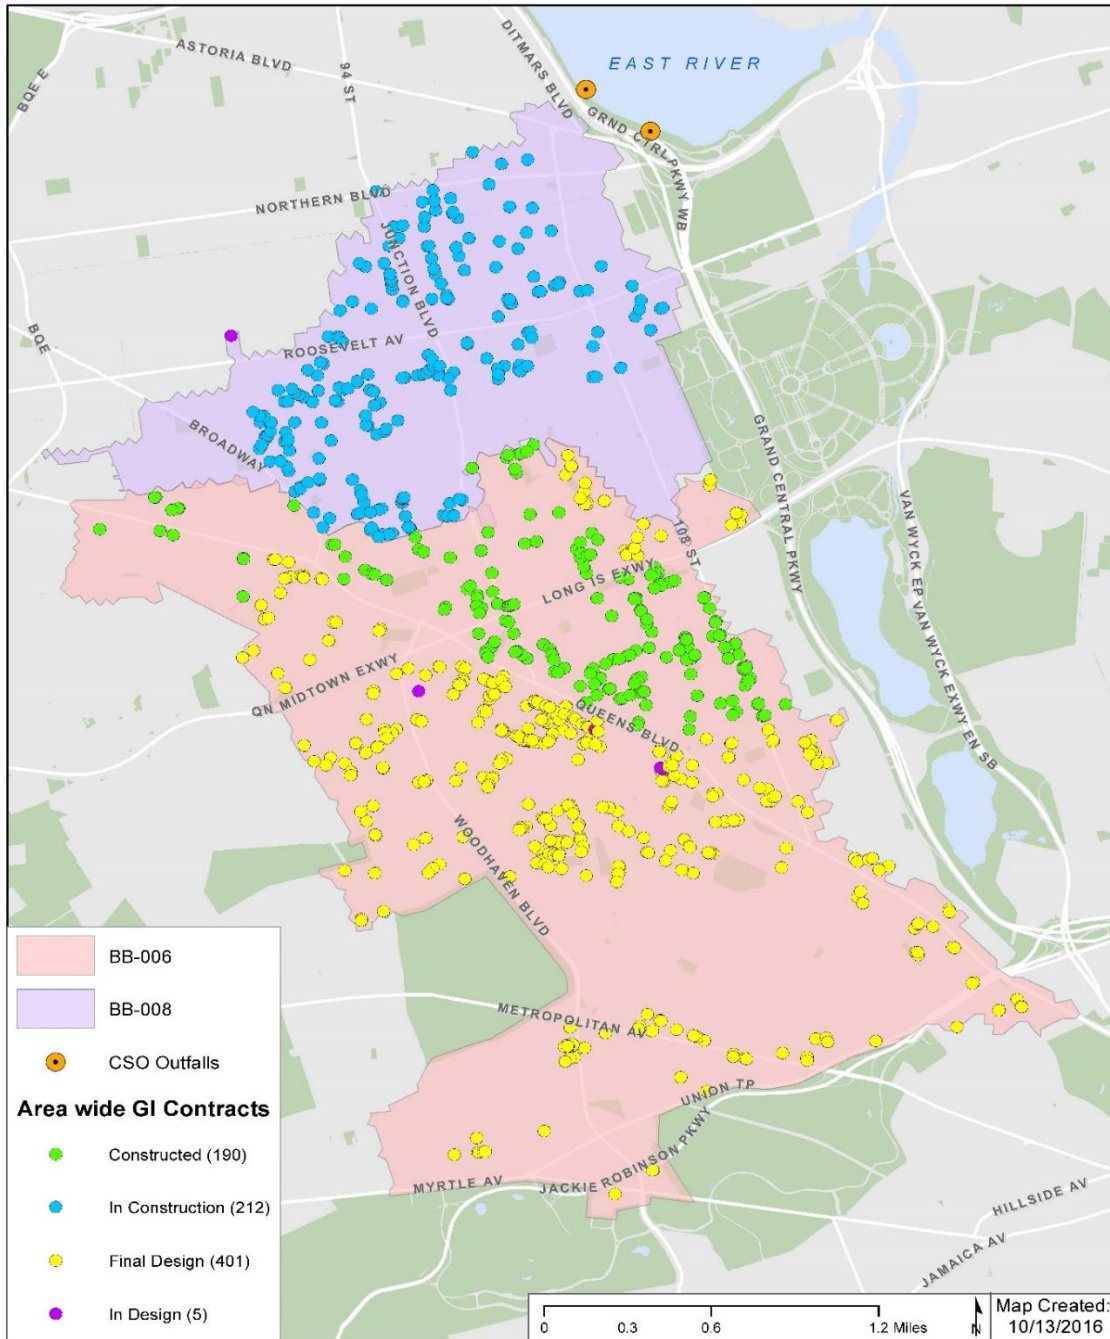 ASTORIA BLVD
BQE E
94 ST
DITMARS BLVD
EAST RIVER
GRND CTRL PKWY WB
NORTHERN BLVD
JUNCTION BLVD
BQE
ROOSEVELT AV
BROADWAY
GRAND CENTRAL PKWY
108 ST
LONG IS EXWY
VAN WYCK EP
VAN WYCK EXWY EN SB
QN MIDTOWN EXWY
QUEENS BLVD
WOODHAVEN BLVD
METROPOLITAN AV
UNION TP
JACKIE ROBINSON PKWY
MYRTLE AV
HILLSIDE AV
JAMAICA AV
BB-006
BB-008
CSO Outfalls
Area wide GI Contracts
Constructed (190)
In Construction (212)
Final Design (401)
In Design (5)
0 0.3 0.6 1.2 Miles
N
Map Created:
10/13/2016